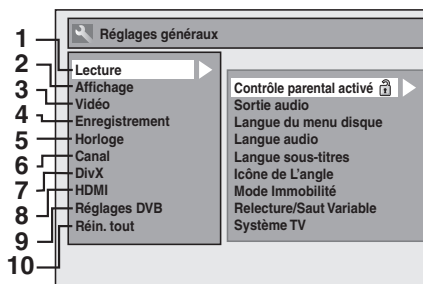 Réglages généraux
1 Lecture
2 Affichage
3 Vidéo
4 Enregistrement
5 Horloge
6 Canal
7 DivX
8 HDMI
9 Réglages DVB
10 Réin. tout
Contrôle parental activé
Sortie audio
Langue du menu disque
Langue audio
Langue sous-titres
Icône de L'angle
Mode Immobilité
Relecture/Saut Variable
Système TV